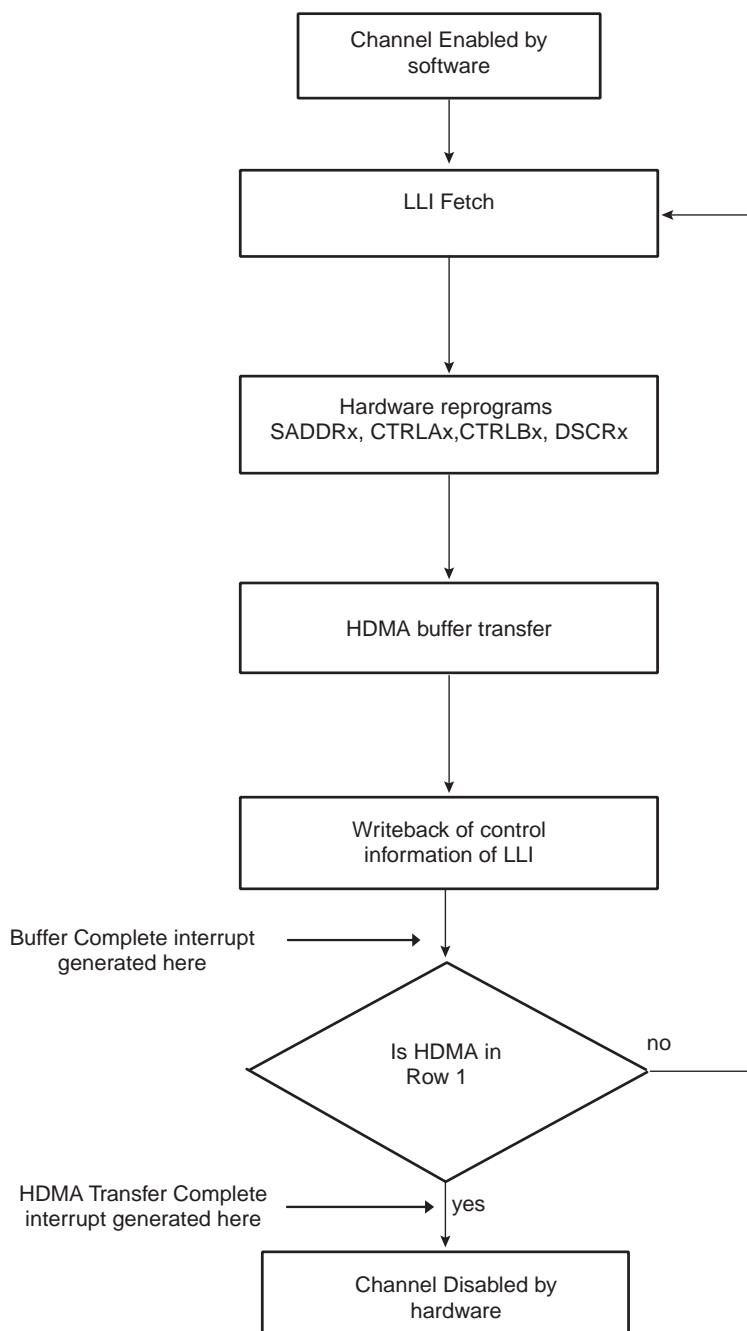 Channel Enabled by
software
LLI Fetch
Hardware reprograms
SADDRx, CTRLAx,CTRLBx, DSCRx
HDMA buffer transfer
Writeback of control
information of LLI
Buffer Complete interrupt
generated here
Is HDMA in
Row 1
no
HDMA Transfer Complete
interrupt generated here
yes
Channel Disabled by
hardware